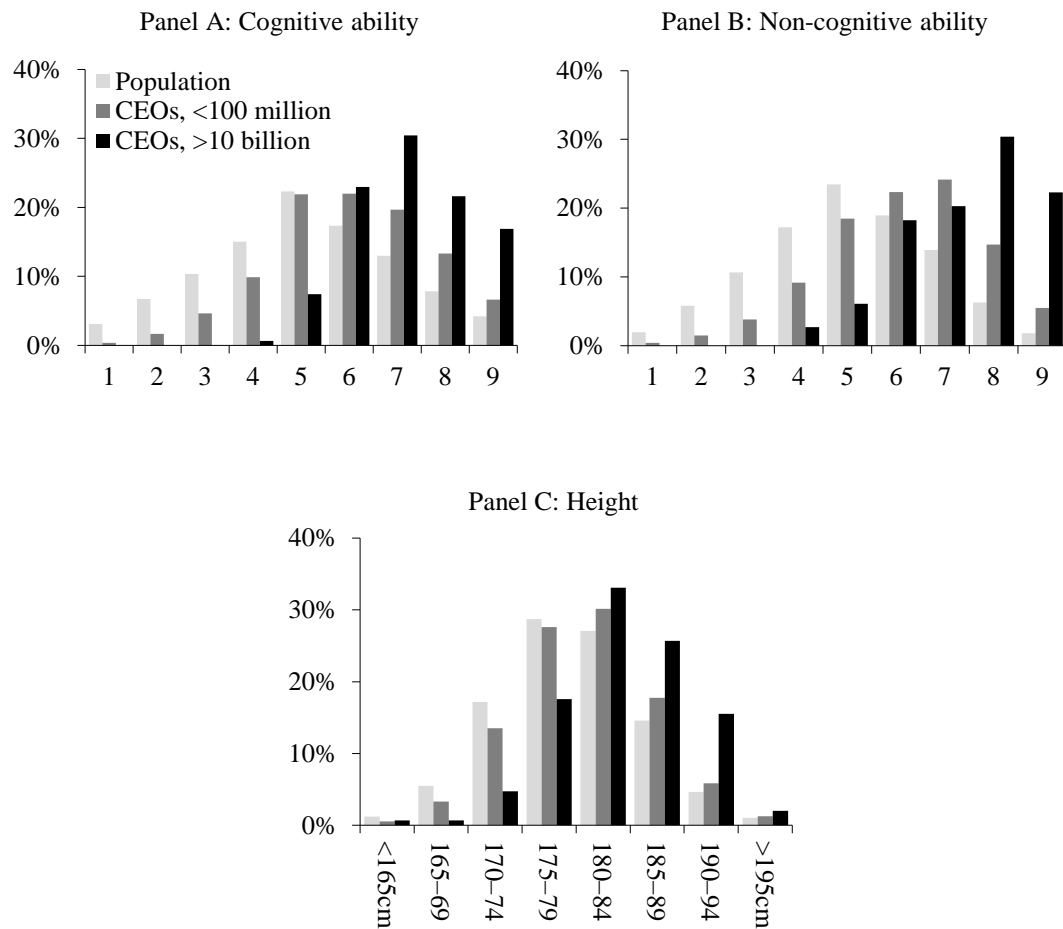 Panel A: Cognitive ability
Panel B: Non-cognitive ability
40%
30%
20%
10%
0%
Population
CEOs, <100 million
CEOs, >10 billion
1 2 3 4 5 6 7 8 9
40%
30%
20%
10%
0%
1 2 3 4 5 6 7 8 9
Panel C: Height
40%
30%
20%
10%
0%
<165cm
165–69
170–74
175–79
180–84
185–89
190–94
>195cm